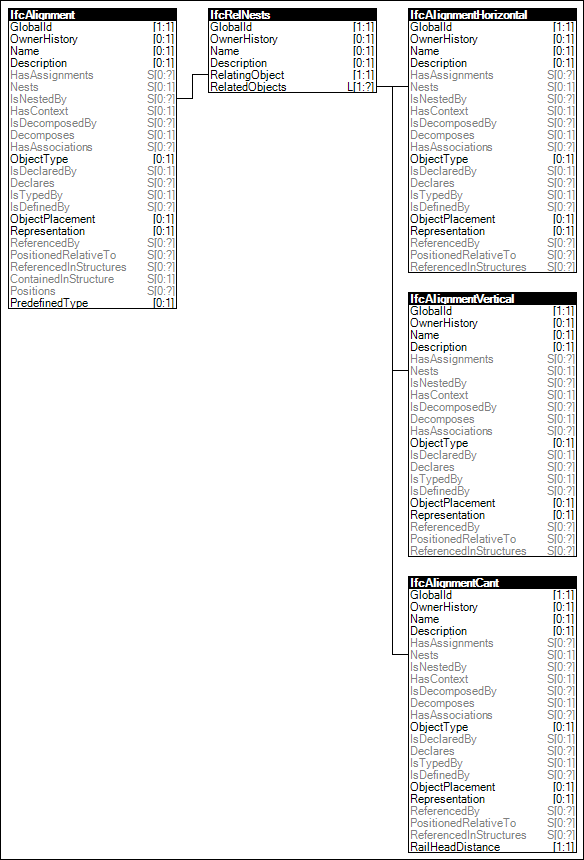 IfcAlignment
GlobalId [1:1]
OwnerHistory [0:1]
Name [0:1]
Description [0:1]
HasAssignments S[0:?]
Nests S[0:1]
IsNestedBy S[0:?]
HasContext S[0:1]
IsDecomposedBy S[0:?]
Decomposes S[0:1]
HasAssociations S[0:?]
ObjectType [0:1]
IsDeclaredBy S[0:1]
Declares S[0:?]
IsTypedBy S[0:1]
IsDefinedBy S[0:?]
ObjectPlacement [0:1]
Representation [0:1]
ReferencedBy S[0:?]
PositionedRelativeTo S[0:?]
ReferencedInStructures S[0:?]
ContainedInStructure S[0:1]
Positions S[0:?]
PredefinedType [0:1]
IfcRelNests
GlobalId [1:1]
OwnerHistory [0:1]
Name [0:1]
Description [0:1]
RelatingObject [1:1]
RelatedObjects L[1:?]
IfcAlignmentHorizontal
GlobalId [1:1]
OwnerHistory [0:1]
Name [0:1]
Description [0:1]
HasAssignments S[0:?]
Nests S[0:1]
IsNestedBy S[0:?]
HasContext S[0:1]
IsDecomposedBy S[0:?]
Decomposes S[0:1]
HasAssociations S[0:?]
ObjectType [0:1]
IsDeclaredBy S[0:1]
Declares S[0:?]
IsTypedBy S[0:1]
IsDefinedBy S[0:?]
ObjectPlacement [0:1]
Representation [0:1]
ReferencedBy S[0:?]
PositionedRelativeTo S[0:?]
ReferencedInStructures S[0:?]
IfcAlignmentVertical
GlobalId [1:1]
OwnerHistory [0:1]
Name [0:1]
Description [0:1]
HasAssignments S[0:?]
Nests S[0:1]
IsNestedBy S[0:?]
HasContext S[0:1]
IsDecomposedBy S[0:?]
Decomposes S[0:1]
HasAssociations S[0:?]
ObjectType [0:1]
IsDeclaredBy S[0:1]
Declares S[0:?]
IsTypedBy S[0:1]
IsDefinedBy S[0:?]
ObjectPlacement [0:1]
Representation [0:1]
ReferencedBy S[0:?]
PositionedRelativeTo S[0:?]
ReferencedInStructures S[0:?]
IfcAlignmentCant
GlobalId [1:1]
OwnerHistory [0:1]
Name [0:1]
Description [0:1]
HasAssignments S[0:?]
Nests S[0:1]
IsNestedBy S[0:?]
HasContext S[0:1]
IsDecomposedBy S[0:?]
Decomposes S[0:1]
HasAssociations S[0:?]
ObjectType [0:1]
IsDeclaredBy S[0:1]
Declares S[0:?]
IsTypedBy S[0:1]
IsDefinedBy S[0:?]
ObjectPlacement [0:1]
Representation [0:1]
ReferencedBy S[0:?]
PositionedRelativeTo S[0:?]
ReferencedInStructures S[0:?]
RailHeadDistance [1:1]